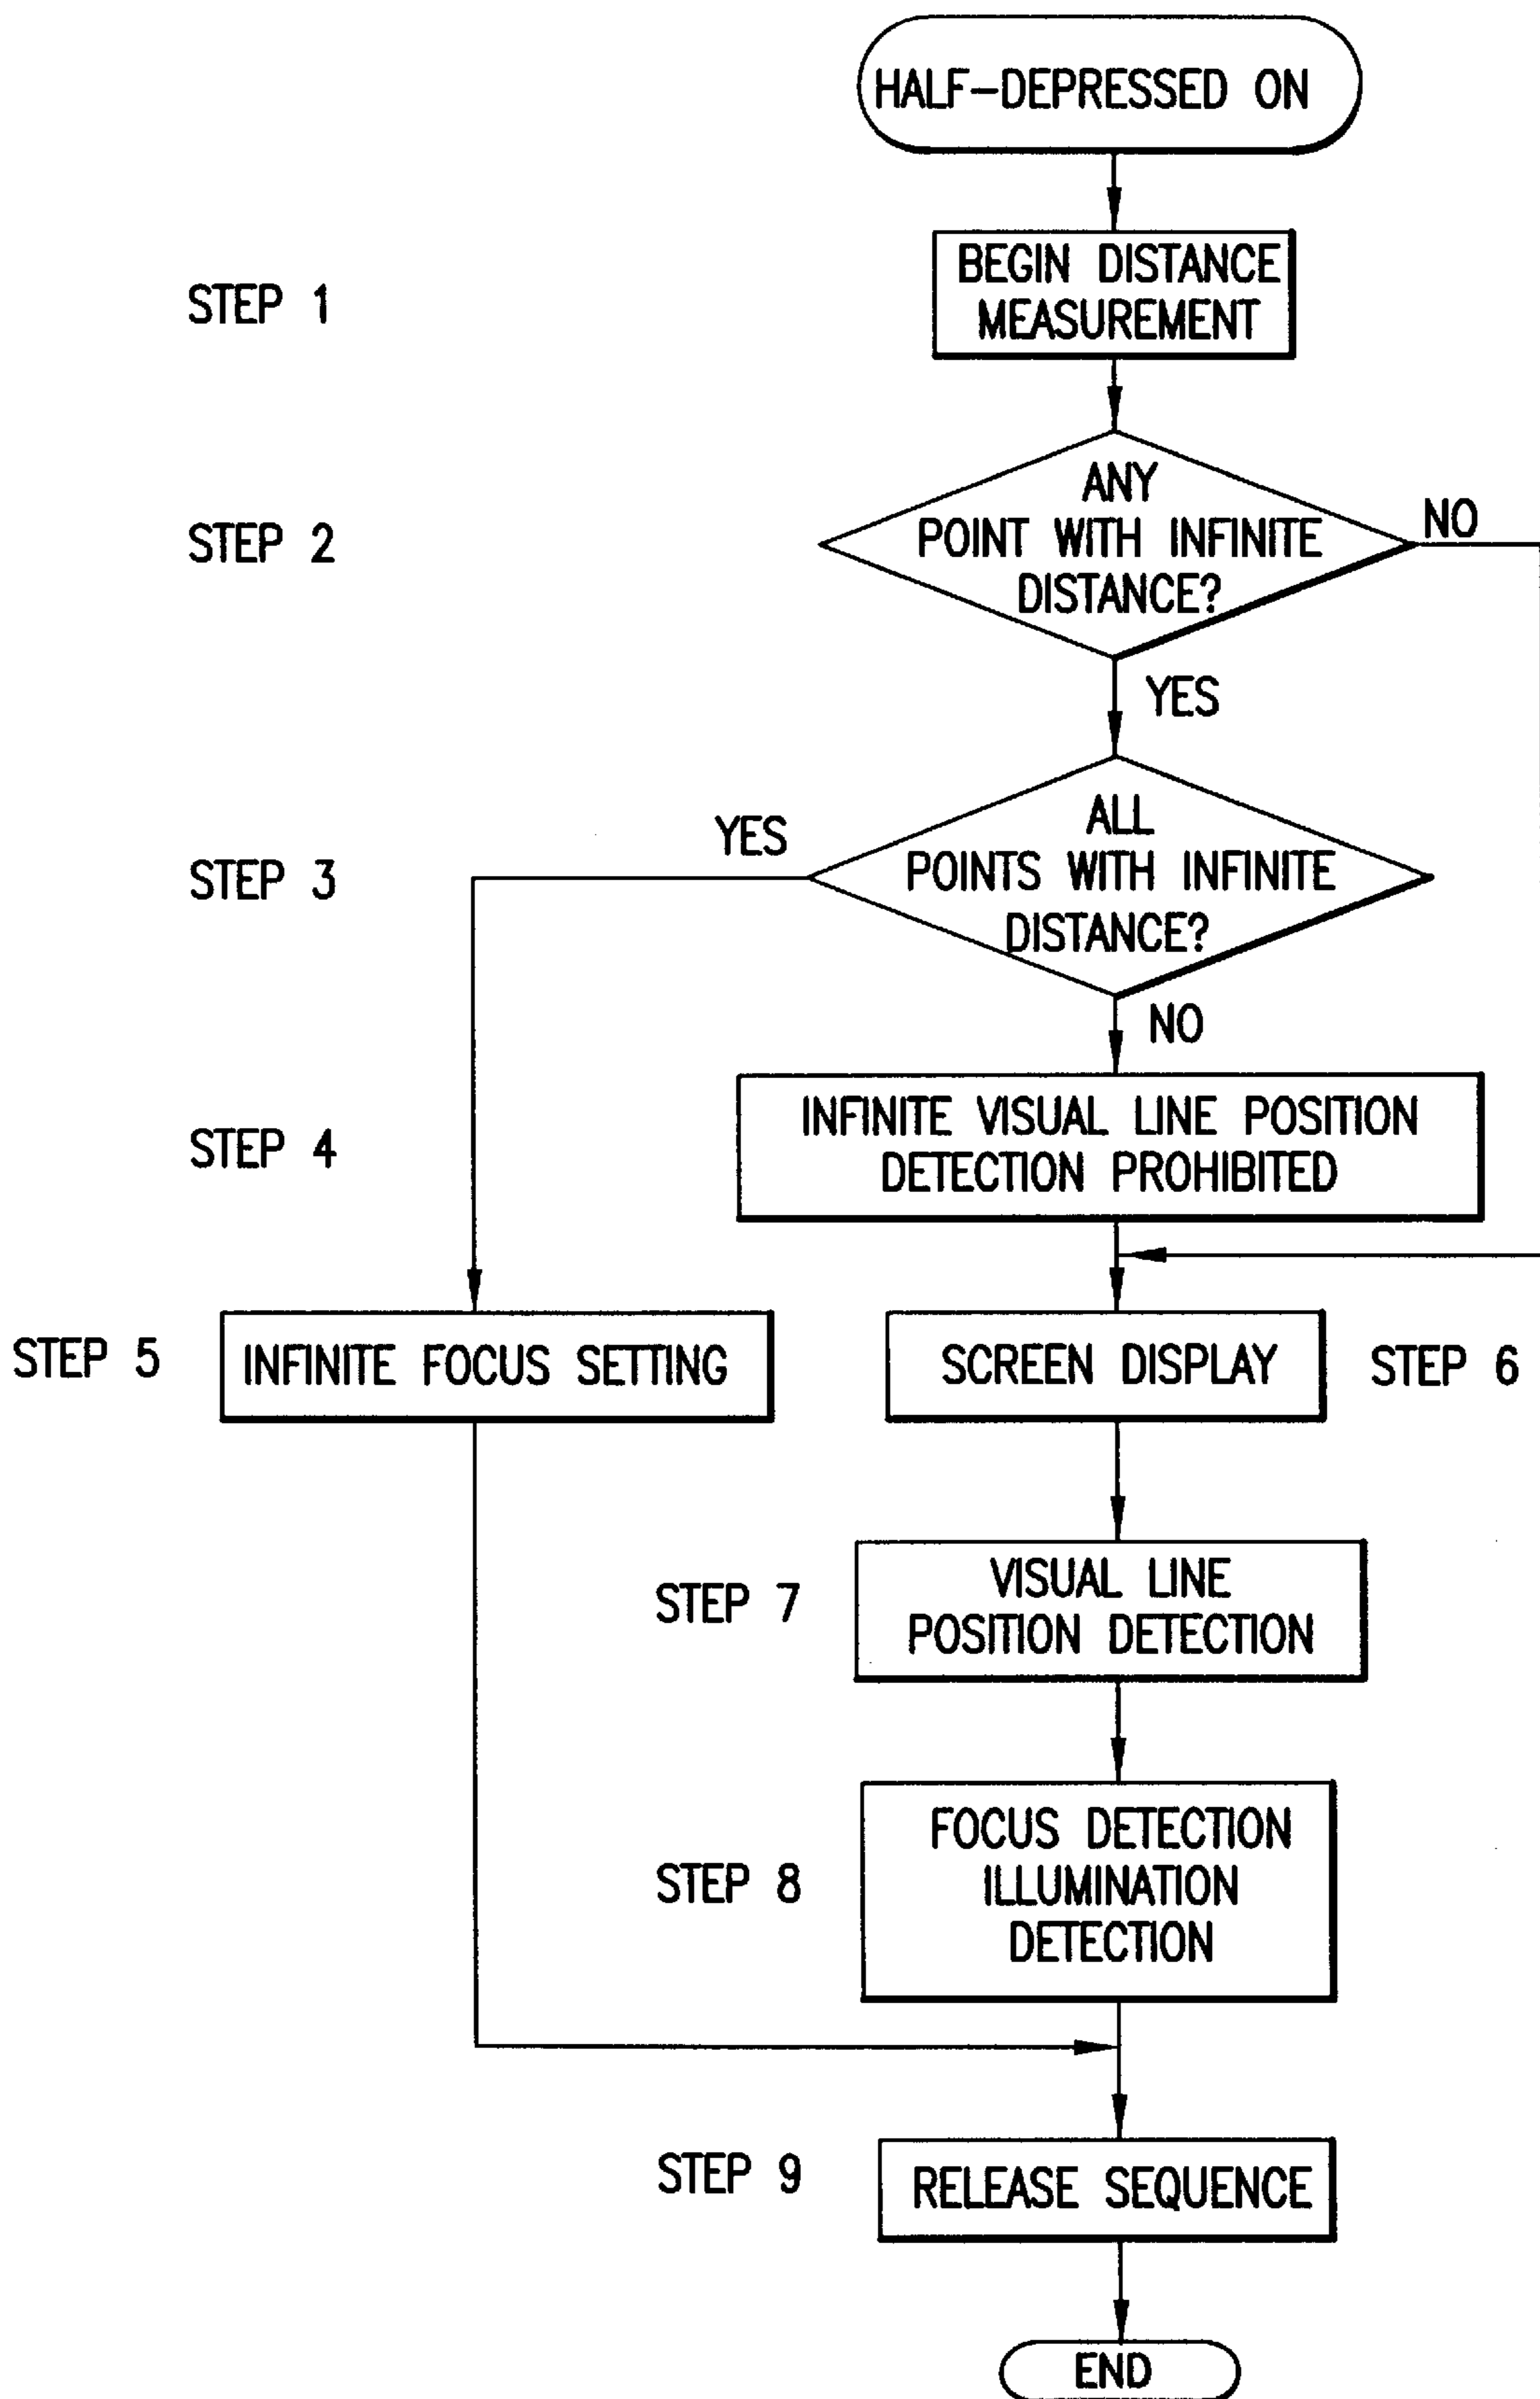 HALF-DEPRESSED ON
STEP 1
BEGIN DISTANCE
MEASUREMENT
STEP 2
ANY
POINT WITH INFINITE
DISTANCE?
NO
YES
STEP 3
YES
ALL
POINTS WITH INFINITE
DISTANCE?
NO
STEP 4
INFINITE VISUAL LINE POSITION
DETECTION PROHIBITED
STEP 5
INFINITE FOCUS SETTING
SCREEN DISPLAY
STEP 6
STEP 7
VISUAL LINE
POSITION DETECTION
STEP 8
FOCUS DETECTION
ILLUMINATION
DETECTION
STEP 9
RELEASE SEQUENCE
END